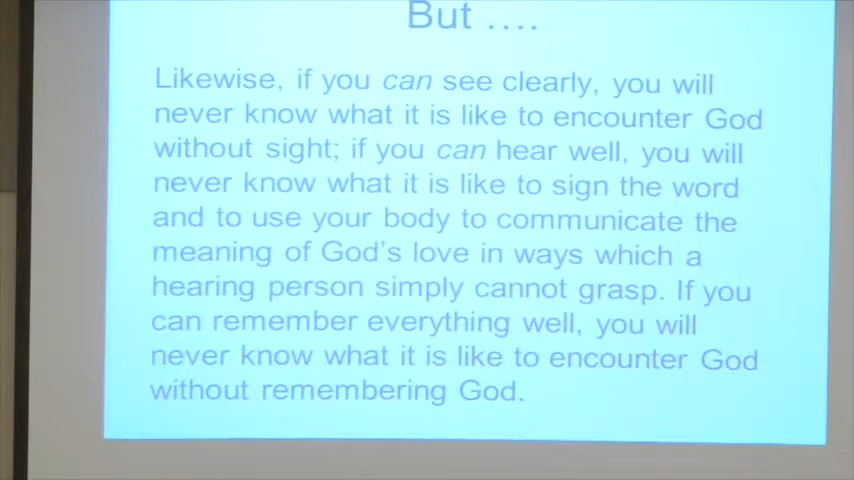 But ....
Likewise, if you can see clearly, you will
never know what it is like to encounter God
without sight; if you can hear well, you will
never know what it is like to sign the word
and to use your body to communicate the
meaning of God's love in ways which a
hearing person simply cannot grasp. If you
can remember everything well, you will
never know what it is like to encounter God
without remembering God.